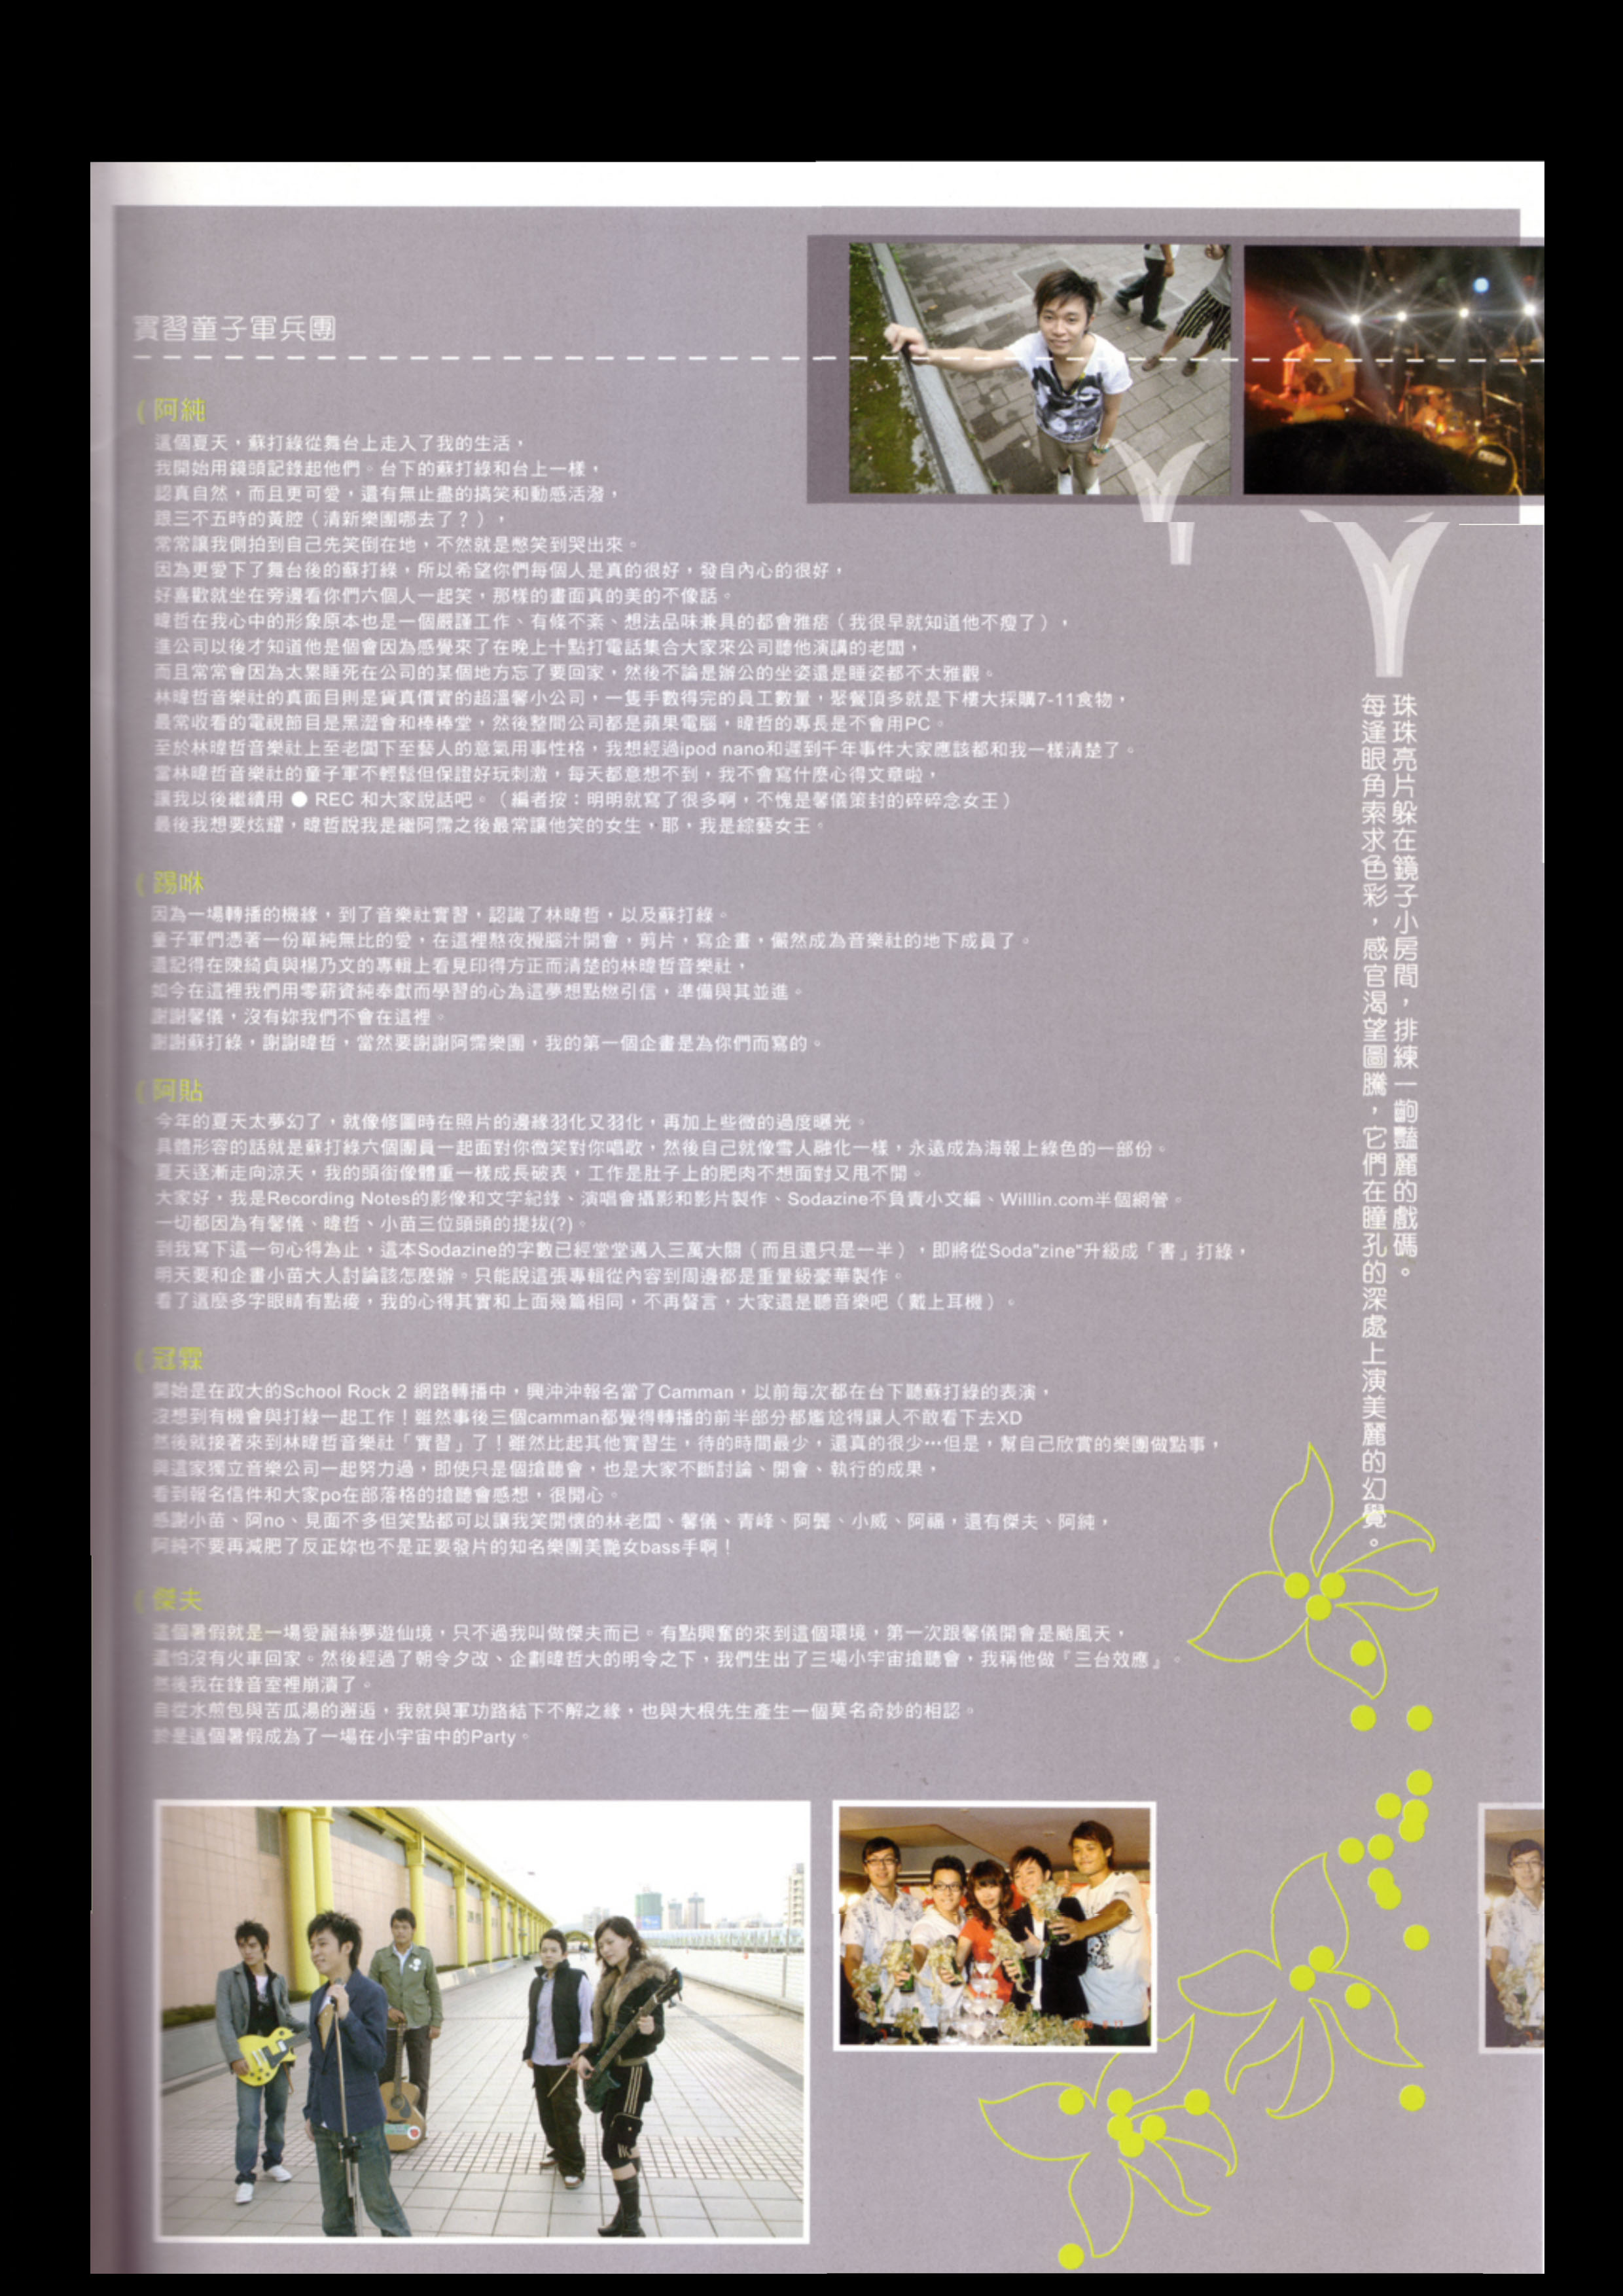 實習童子軍兵團
阿純
這個夏天，蘇打綠從舞台上走入了我的生活，
我開始用鏡頭記錄起他們。台下的蘇打綠和台上一樣，
認真自然，而且更可愛，還有無止盡的搞笑和動感活潑，
跟三不五時的黃腔（清新樂團哪去了？），
常常讓我側拍到自己先笑倒在地，不然就是憋笑到哭出來。
因為更愛下了舞台後的蘇打綠，所以希望你們每個人是真的很好，發自內心的很好，
好喜歡就坐在旁邊看你們六個人一起笑，那樣的畫面真的美的不像話。
暐哲在我心中的形象原本也是一個嚴謹工作、有條不紊、想法品味兼具的都會雅痞（我很早就知道他不瘦了），
進公司以後才知道他是個會因為感覺來了在晚上十點打電話集合大家來公司聽他演講的老闆，
而且常常會因為太累睡死在公司的某個地方忘了要回家，然後不論是辦公的坐姿還是睡姿都不太雅觀。
林暐哲音樂社的真面目則是貨真價實的超溫馨小公司，一隻手數得完的員工數量，聚餐頂多就是下樓大採購7-11食物，
最常收看的電視節目是黑澀會和棒棒堂，然後整間公司都是蘋果電腦，暐哲的專長是不會用PC。
至於林暐哲音樂社上至老闆下至藝人的意氣用事性格，我想經過ipod nano和遲到千年事件大家應該都和我一樣清楚了。
當林暐哲音樂社的童子軍不輕鬆但保證好玩刺激，每天都意想不到，我不會寫什麼心得文章啦，
讓我以後繼續用 ● REC 和大家說話吧。（編者按：明明就寫了很多啊，不愧是馨儀策封的碎碎念女王）
最後我想要炫耀，暐哲說我是繼阿霈之後最常讓他笑的女生，耶，我是綜藝女王。
踢咻
因為一場轉播的機緣，到了音樂社實習，認識了林暐哲，以及蘇打綠。
童子軍們憑著一份單純無比的愛，在這裡熬夜攪腦汁開會，剪片，寫企畫，儼然成為音樂社的地下成員了。
還記得在陳綺貞與楊乃文的專輯上看見印得方正而清楚的林暐哲音樂社，
如今在這裡我們用零薪資純奉獻而學習的心為這夢想點燃引信，準備與其並進。
謝謝馨儀，沒有妳我們不會在這裡。
謝謝蘇打綠，謝謝暐哲，當然要謝謝阿霈樂團，我的第一個企畫是為你們而寫的。
阿貼
今年的夏天太夢幻了，就像修圖時在照片的邊緣羽化又羽化，再加上些微的過度曝光。
具體形容的話就是蘇打綠六個團員一起面對你微笑對你唱歌，然後自己就像雪人融化一樣，永遠成為海報上綠色的一部份。
夏天逐漸走向涼天，我的頭銜像體重一樣成長破表，工作是肚子上的肥肉不想面對又甩不開。
大家好，我是Recording Notes的影像和文字紀錄、演唱會攝影和影片製作、Sodazine不負責小文編、Willlin.com半個網管。
一切都因為有馨儀、暐哲、小苗三位頭頭的提拔(?)。
到我寫下這一句心得為止，這本Sodazine的字數已經堂堂邁入三萬大關（而且還只是一半），即將從Soda"zine"升級成「書」打綠，
明天要和企畫小苗大人討論該怎麼辦。只能說這張專輯從內容到周邊都是重量級豪華製作。
看了這麼多字眼睛有點痠，我的心得其實和上面幾篇相同，不再聱言，大家還是聽音樂吧（戴上耳機）。
冠霖
開始是在政大的School Rock 2 網路轉播中，興沖沖報名當了Camman，以前每次都在台下聽蘇打綠的表演，
沒想到有機會與打綠一起工作！雖然事後三個camman都覺得轉播的前半部分都尷尬得讓人不敢看下去XD
然後就接著來到林暐哲音樂社「實習」了！雖然比起其他實習生，待的時間最少，還真的很少…但是，幫自己欣賞的樂團做點事，
與這家獨立音樂公司一起努力過，即使只是個搶聽會，也是大家不斷討論、開會、執行的成果，
看到報名信件和大家po在部落格的搶聽會感想，很開心。
感謝小苗、阿no、見面不多但笑點都可以讓我笑開懷的林老闆、馨儀、青峰、阿龔、小威、阿福，還有傑夫、阿純，
阿純不要再減肥了反正妳也不是正要發片的知名樂團美艷女bass手啊！
傑夫
這個暑假就是一場愛麗絲夢遊仙境，只不過我叫做傑夫而已。有點興奮的來到這個環境，第一次跟馨儀開會是颱風天，
還怕沒有火車回家。然後經過了朝令夕改、企劃暐哲大的明令之下，我們生出了三場小宇宙搶聽會，我稱他做『三台效應』。
然後我在錄音室裡崩潰了。
自從水煎包與苦瓜湯的邂逅，我就與軍功路結下不解之緣，也與大根先生產生一個莫名奇妙的相認。
於是這個暑假成為了一場在小宇宙中的Party。
珠珠亮片躲在鏡子小房間，排練一齣豔麗的戲碼。
每逢眼角索求色彩，感官渴望圖騰，它們在瞳孔的深處上演美麗的幻覺。